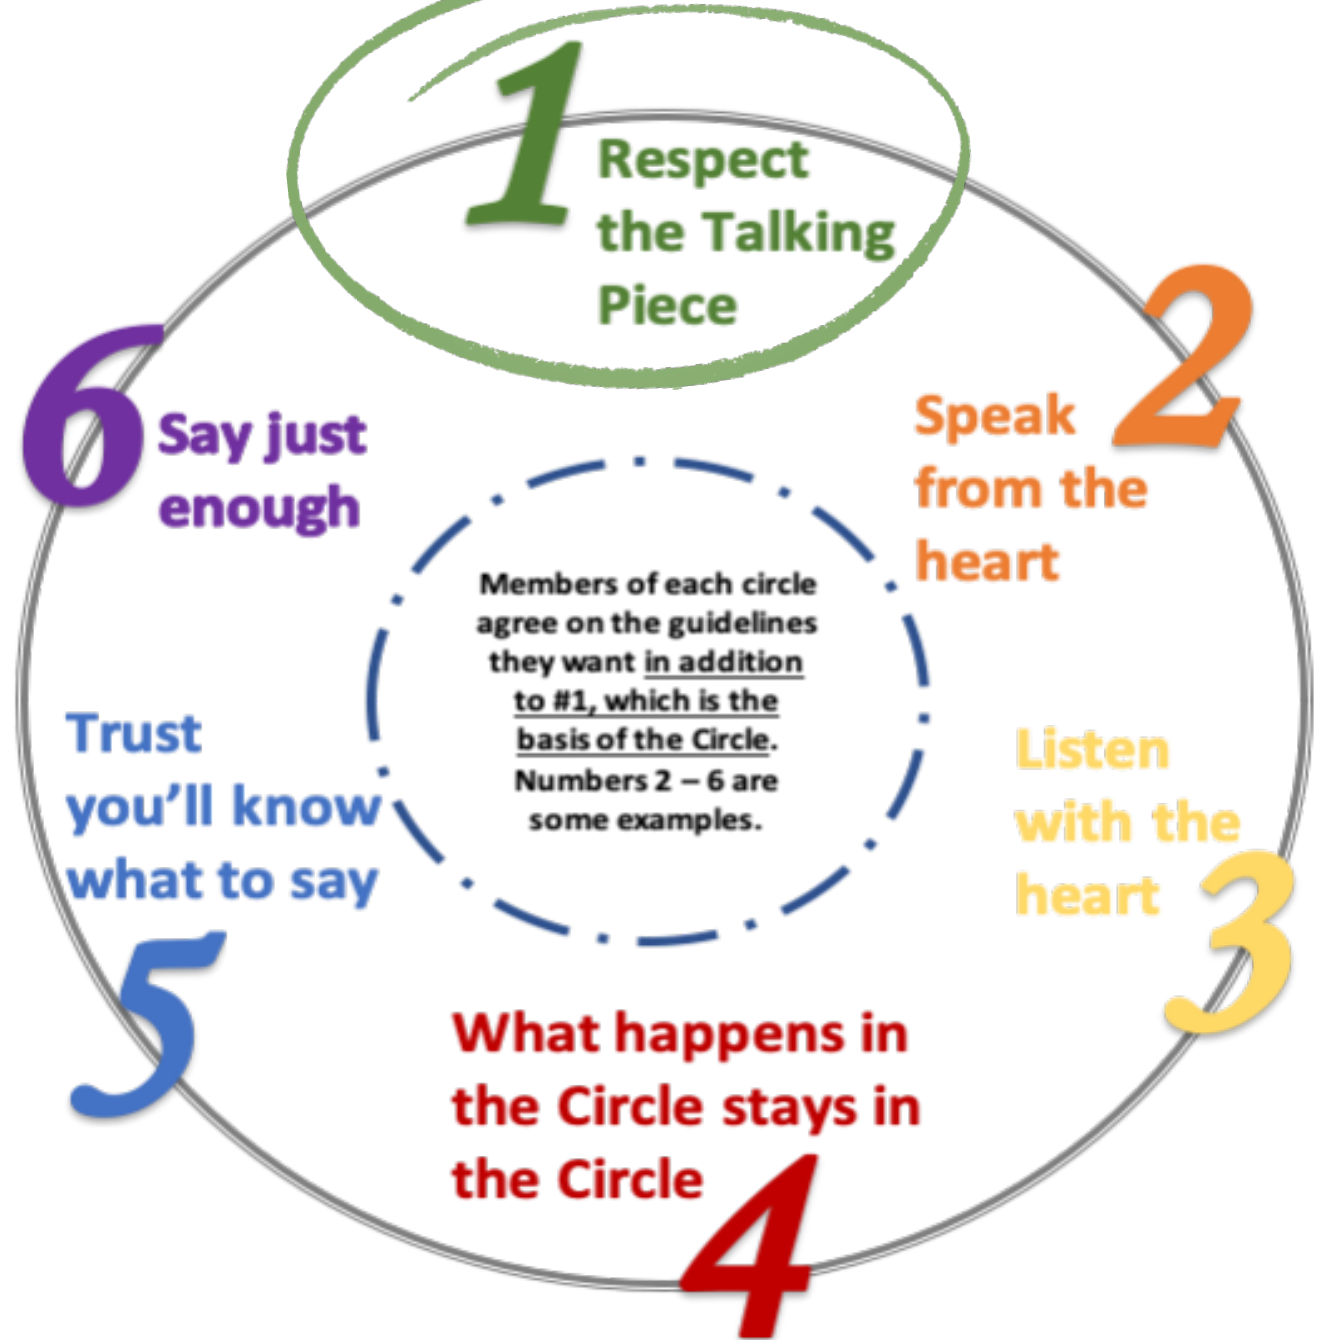 1
Respect
the Talking
Piece
2
Speak
from the
heart
Listen
with the
heart
3
What happens in
the Circle stays in
the Circle
4
Trust
you'll know
what to say
5
6
Say just
enough
Members of each circle
agree on the guidelines
they want in addition
to #1, which is the
basis of the Circle.
Numbers 2 – 6 are
some examples.